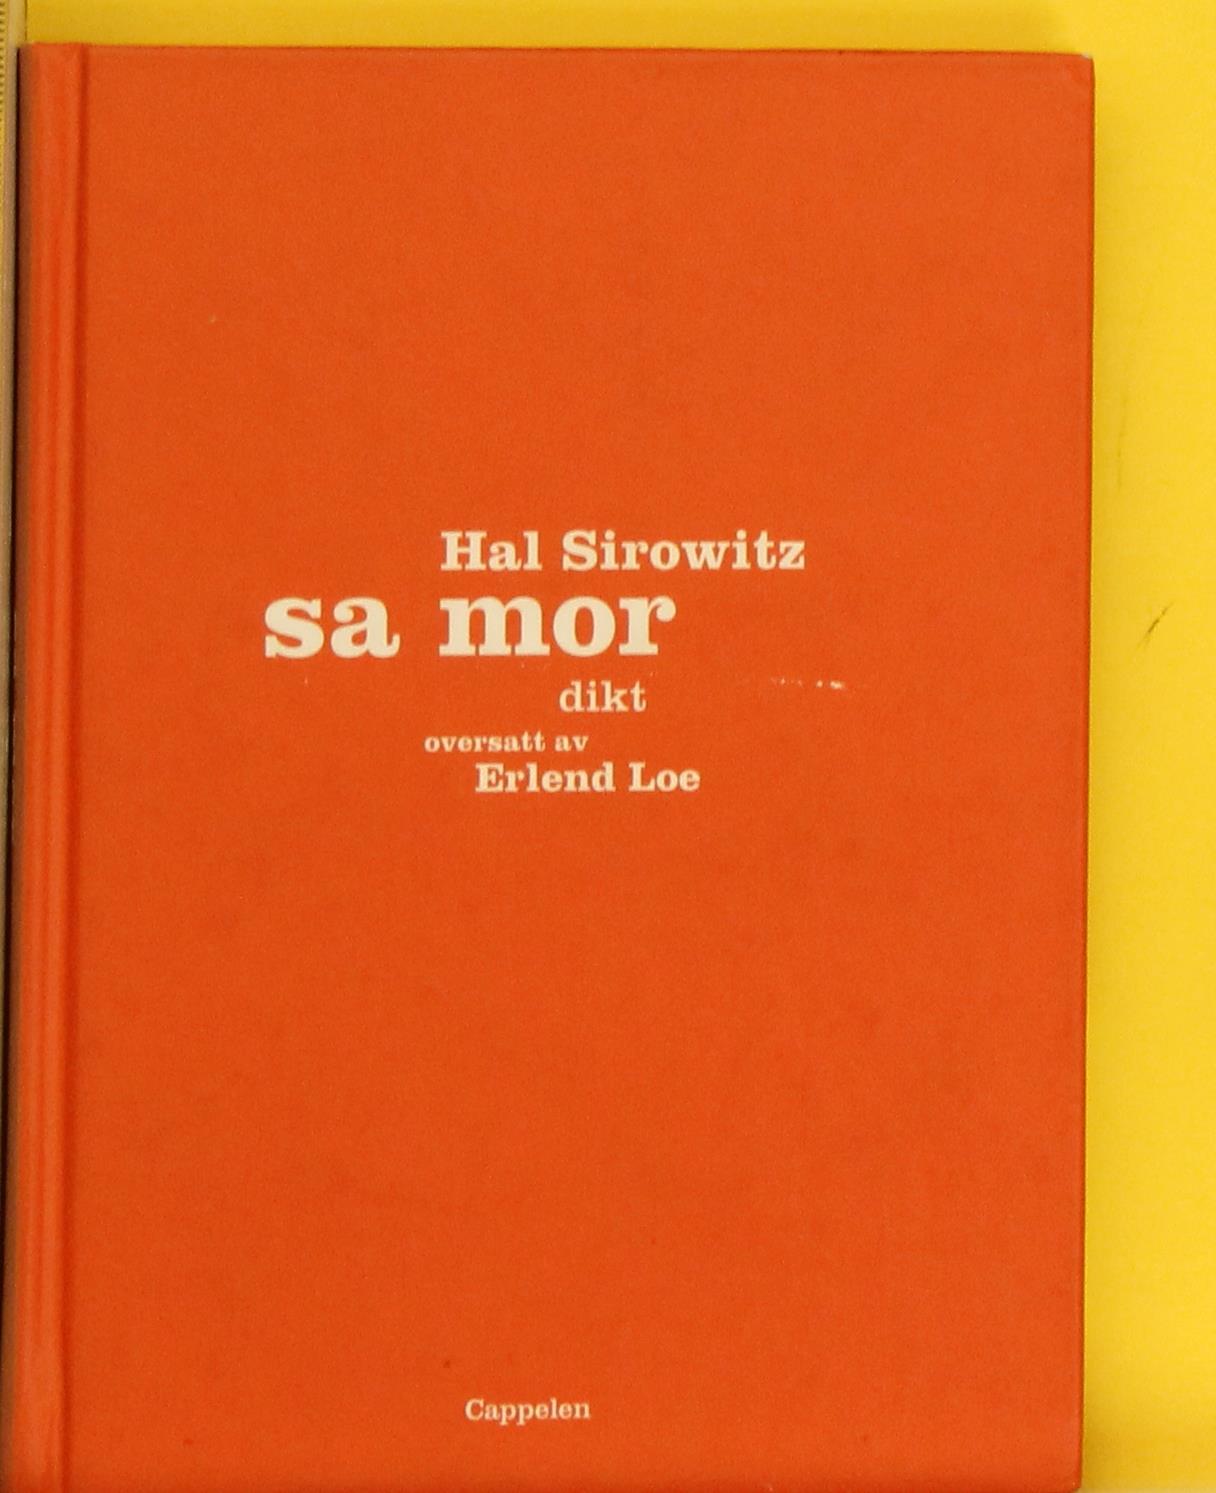 Hal Sirowitz
sa mor
dikt
oversatt av
Erlend Loe
Cappelen